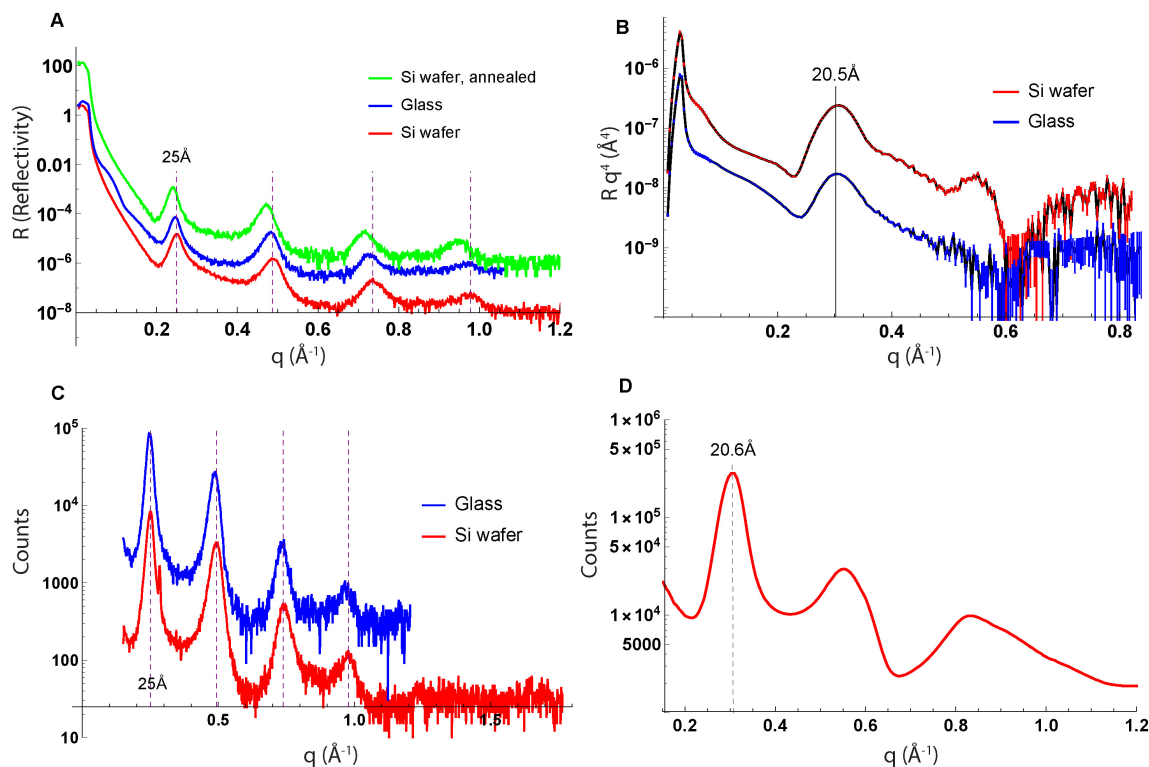 A
R (Reflectivity)
100
1
0.01
10⁻⁴
10⁻⁶
10⁻⁸
25Å
Si wafer, annealed
Glass
Si wafer
0.2
0.4
0.6
0.8
1.0
1.2
q (Å⁻¹)
B
R q⁴ (Å⁴)
10⁻⁶
10⁻⁷
10⁻⁸
10⁻⁹
20.5Å
Si wafer
Glass
0.2
0.4
0.6
0.8
q (Å⁻¹)
C
Counts
10⁵
10⁴
1000
100
10
25Å
Glass
Si wafer
0.5
1.0
1.5
q (Å⁻¹)
D
Counts
1×10⁶
5×10⁵
1×10⁵
5×10⁴
1×10⁴
5000
20.6Å
0.2
0.4
0.6
0.8
1.0
1.2
q (Å⁻¹)